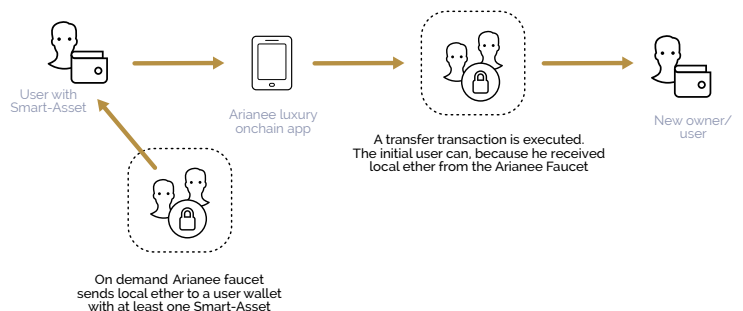 User with
Smart-Asset
Arianee luxury
onchain app
A transfer transaction is executed.
The initial user can, because he received
local ether from the Arianee Faucet
New owner/
user
On demand Arianee faucet
sends local ether to a user wallet
with at least one Smart-Asset